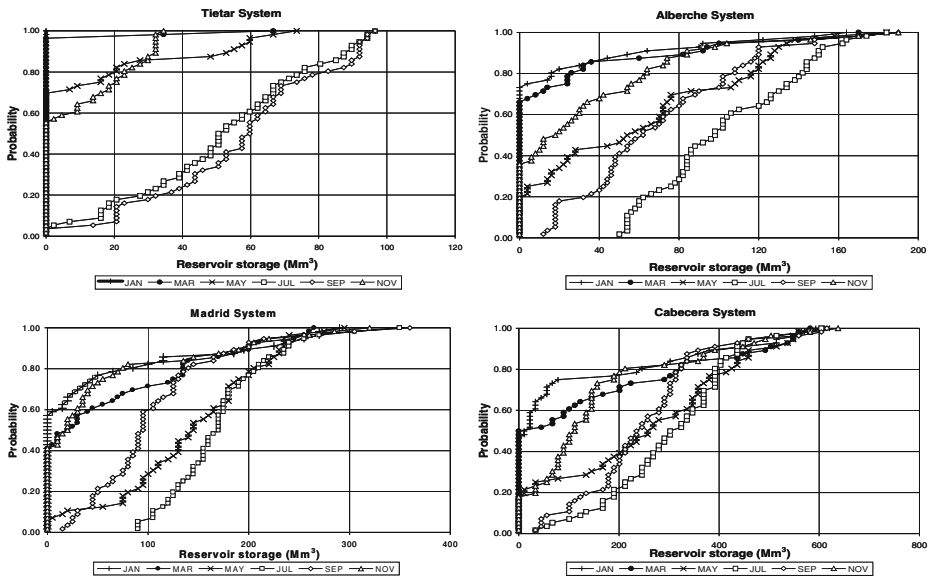 Tietar System
Probability
1.00
0.80
0.60
0.40
0.20
0.00
0 20 40 60 80 100 120
Reservoir storage (Mm³)
JAN MAR MAY JUL SEP NOV
Alberche System
Probability
1.00
0.80
0.60
0.40
0.20
0.00
0 40 80 120 160 200
Reservoir storage (Mm³)
JAN MAR MAY JUL SEP NOV
Madrid System
Probability
1.00
0.80
0.60
0.40
0.20
0.00
0 100 200 300 400
Reservoir storage (Mm³)
JAN MAR MAY JUL SEP NOV
Cabecera System
Probability
1.00
0.80
0.60
0.40
0.20
0.00
0 200 400 600 800
Reservoir storage (Mm³)
JAN MAR MAY JUL SEP NOV